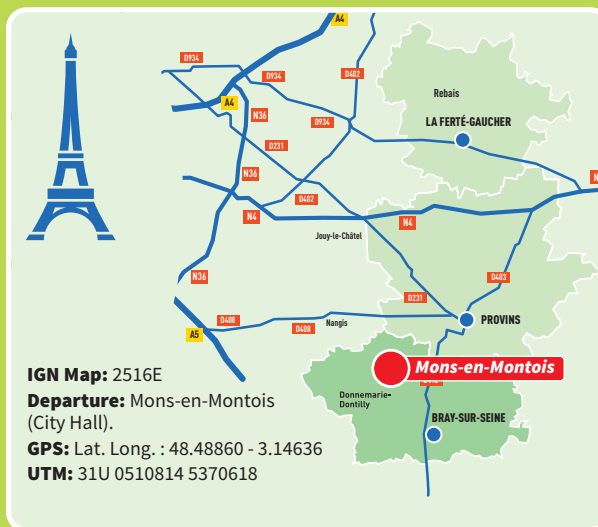 A4
D934
D934
D402
A4
N36
D934
D231
Rebais
LA FERTÉ-GAUCHER
N36
D402
N4
N4
Jouy-le-Châtel
N36
D403
D231
D408
D408
Nangis
PROVINS
A5
Mons-en-Montois
Donnemarie-
Dontilly
BRAY-SUR-SEINE
IGN Map: 2516E
Departure: Mons-en-Montois
(City Hall).
GPS: Lat. Long. : 48.48860 - 3.14636
UTM: 31U 0510814 5370618